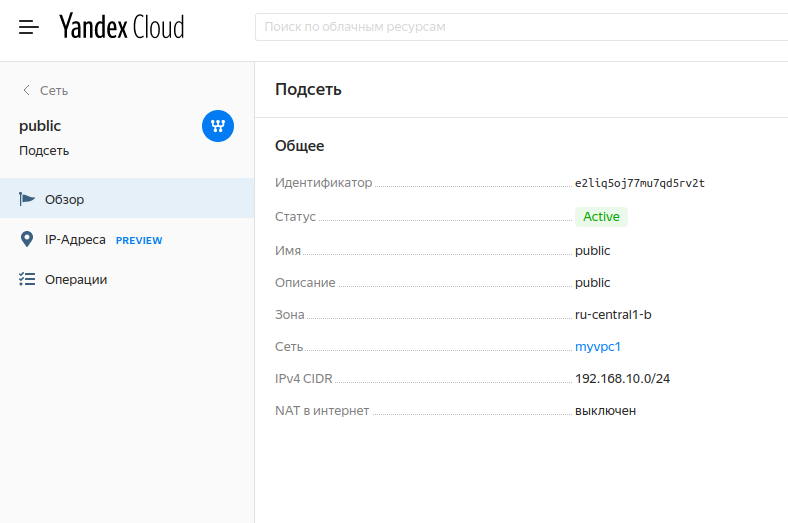 Yandex Cloud
Поиск по облачным ресурсам
Сеть
public
Подсеть
Обзор
IP-Адреса PREVIEW
Операции
Подсеть
Общее
Идентификатор e2liq5oj77mu7qd5rv2t
Статус Active
Имя public
Описание public
Зона ru-central1-b
Сеть myvpc1
IPv4 CIDR 192.168.10.0/24
NAT в интернет выключен